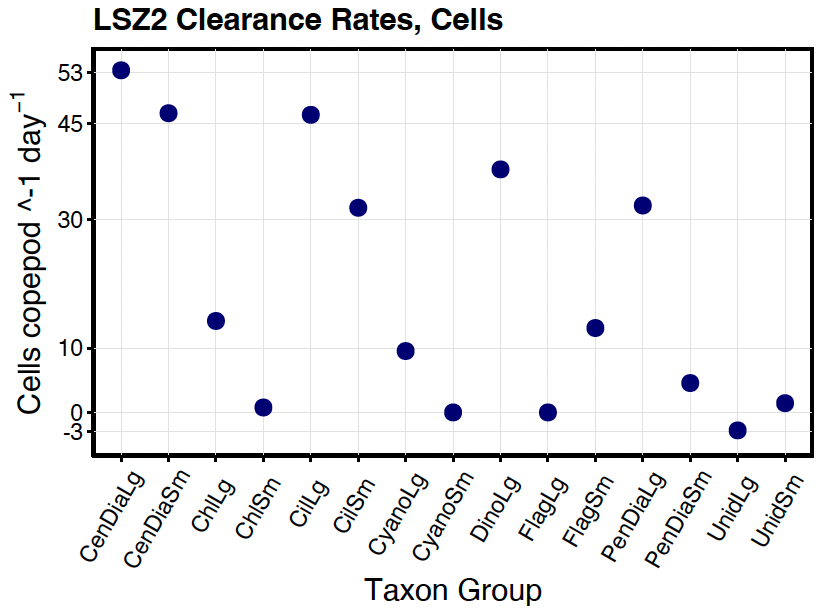 LSZ2 Clearance Rates, Cells
Cells copepod ^-1 day⁻¹
53
45
30
10
0
-3
CenDiaLg
CenDiaSm
ChlLg
ChlSm
CilLg
CilSm
CyanoLg
CyanoSm
DinoLg
FlagLg
FlagSm
PenDiaLg
PenDiaSm
UnidLg
UnidSm
Taxon Group